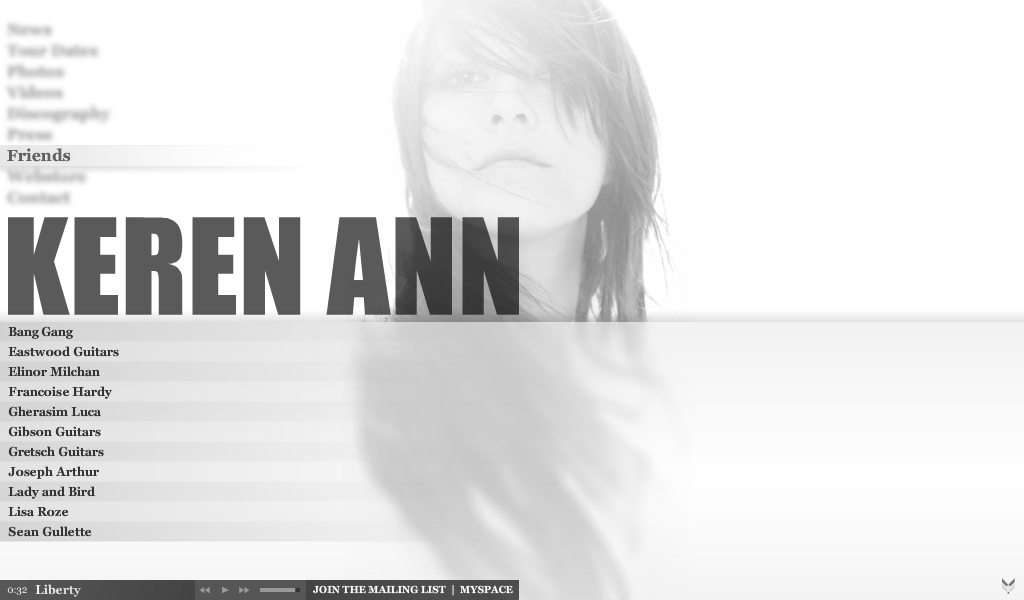 News
Tour Dates
Photos
Videos
Discography
Press
Friends
Webstore
Contact
KEREN ANN
Bang Gang
Eastwood Guitars
Elinor Milchan
Francoise Hardy
Gherasim Luca
Gibson Guitars
Gretsch Guitars
Joseph Arthur
Lady and Bird
Lisa Roze
Sean Gullette
0:32 Liberty JOIN THE MAILING LIST | MYSPACE